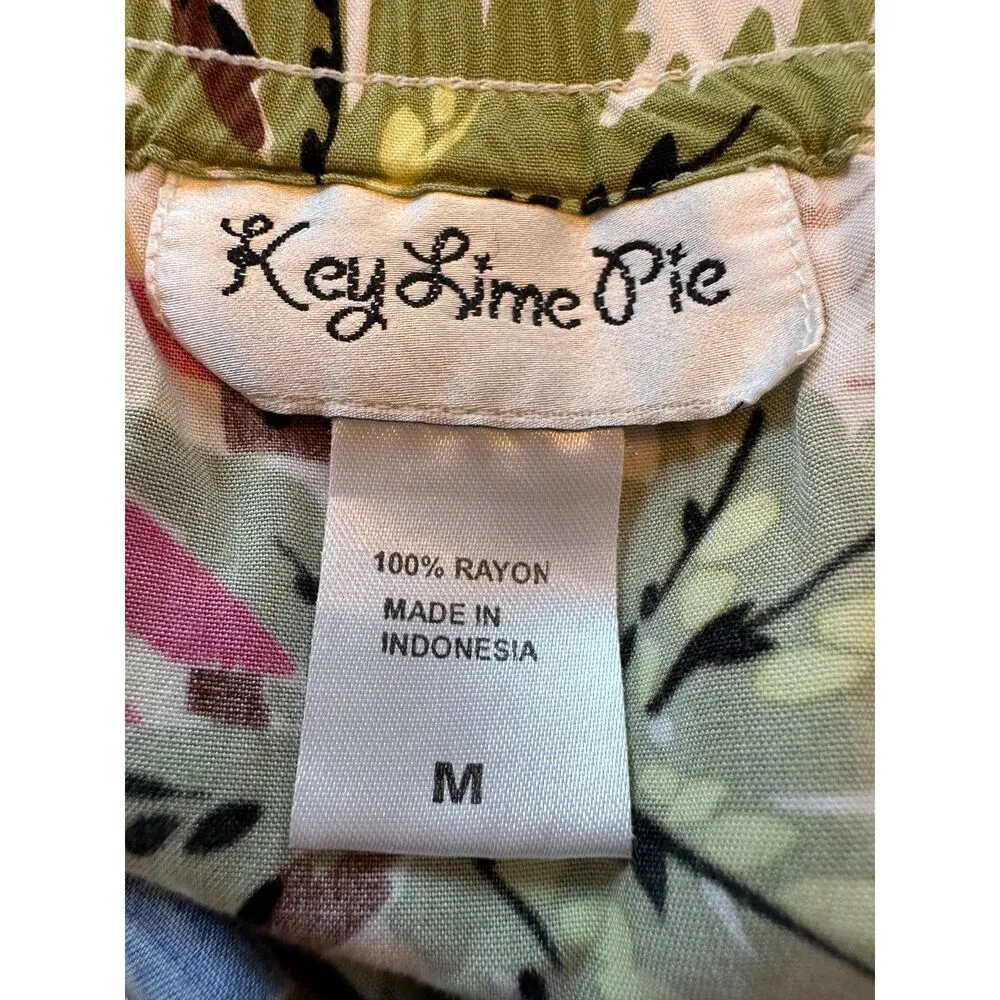 Key Lime Pie
100% RAYON
MADE IN
INDONESIA
M